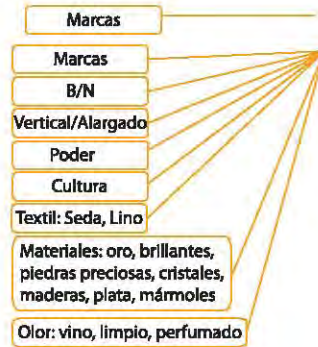 Marcas
Marcas
B/N
Vertical/Alargado
Poder
Cultura
Textil: Seda, Lino
Materiales: oro, brillantes,
piedras preciosas, cristales,
maderas, plata, mármoles
Olor: vino, limpio, perfumado